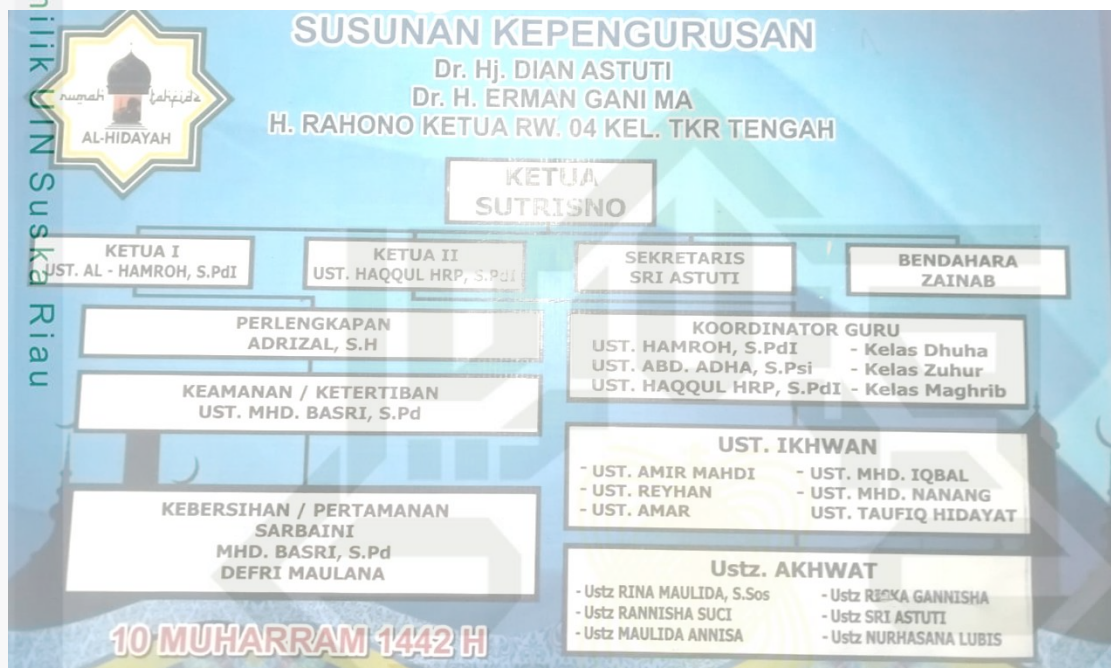 milik UIN Suska Riau
rumah tahfidz
AL-HIDAYAH
SUSUNAN KEPENGURUSAN
Dr. Hj. DIAN ASTUTI
Dr. H. ERMAN GANI MA
H. RAHONO KETUA RW. 04 KEL. TKR TENGAH
KETUA
SUTRISNO
KETUA I
UST. AL - HAMROH, S.PdI
KETUA II
UST. HAQQUL HRP, S.PdI
SEKRETARIS
SRI ASTUTI
BENDAHARA
ZAINAB
PERLENGKAPAN
ADRIZAL, S.H
KEAMANAN / KETERTIBAN
UST. MHD. BASRI, S.Pd
KEBERSIHAN / PERTAMANAN
SARBAINI
MHD. BASRI, S.Pd
DEFRI MAULANA
KOORDINATOR GURU
UST. HAMROH, S.PdI - Kelas Dhuha
UST. ABD. ADHA, S.Psi - Kelas Zuhur
UST. HAQQUL HRP, S.PdI - Kelas Maghrib
UST. IKHWAN
- UST. AMIR MAHDI - UST. MHD. IQBAL
- UST. REYHAN - UST. MHD. NANANG
- UST. AMAR UST. TAUFIQ HIDAYAT
Ustz. AKHWAT
- Ustz RINA MAULIDA, S.Sos - Ustz RISKA GANNISHA
- Ustz RANNISHA SUCI - Ustz SRI ASTUTI
- Ustz MAULIDA ANNISA - Ustz NURHASANA LUBIS
10 MUHARRAM 1442 H